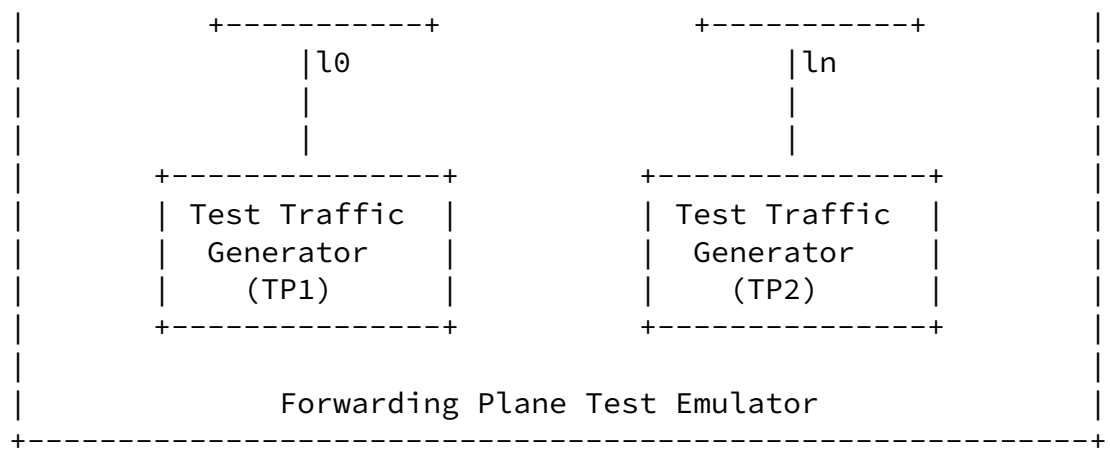 |           +-----------+              +-----------+          |
|                |l0                        |ln                |
|                |                          |                 |
|                |                          |                 |
|        +---------------+          +---------------+         |
|        | Test Traffic  |          | Test Traffic  |         |
|        |  Generator    |          |  Generator    |         |
|        |    (TP1)      |          |    (TP2)      |         |
|        +---------------+          +---------------+         |
|                                                           |
|              Forwarding Plane Test Emulator               |
+-----------------------------------------------------------+